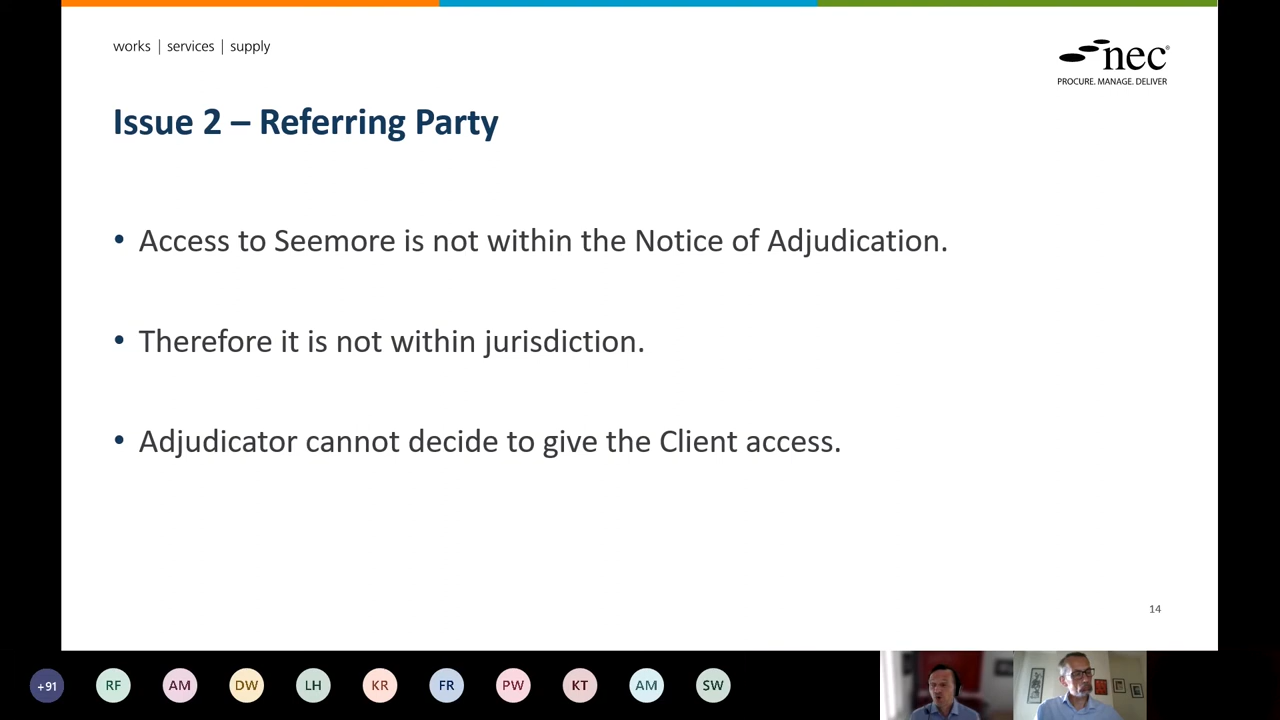 works | services | supply
nec®
PROCURE. MANAGE. DELIVER
Issue 2 – Referring Party
• Access to Seemore is not within the Notice of Adjudication.
• Therefore it is not within jurisdiction.
• Adjudicator cannot decide to give the Client access.
14
+91 RF AM DW LH KR FR PW KT AM SW